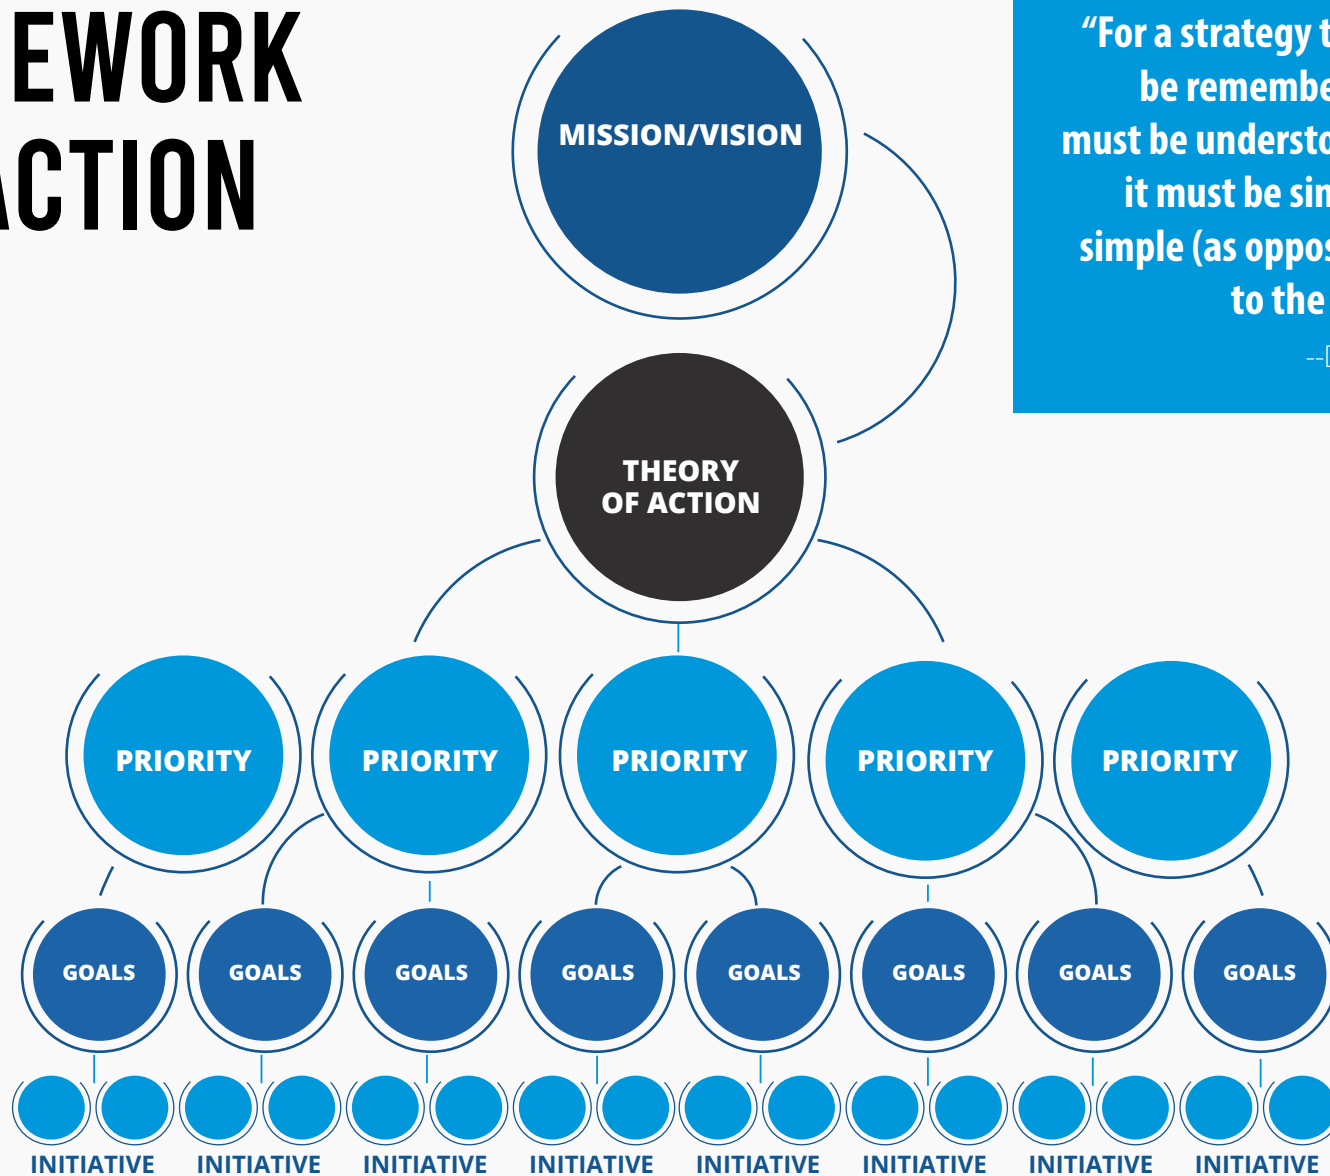 EWORK
ACTION
MISSION/VISION
“For a strategy t
be remembe
must be understo
it must be sim
simple (as oppos
to the
THEORY
OF ACTION
PRIORITY PRIORITY PRIORITY PRIORITY PRIORITY
GOALS GOALS GOALS GOALS GOALS GOALS GOALS GOALS
INITIATIVE INITIATIVE INITIATIVE INITIATIVE INITIATIVE INITIATIVE INITIATIVE INITIATIVE